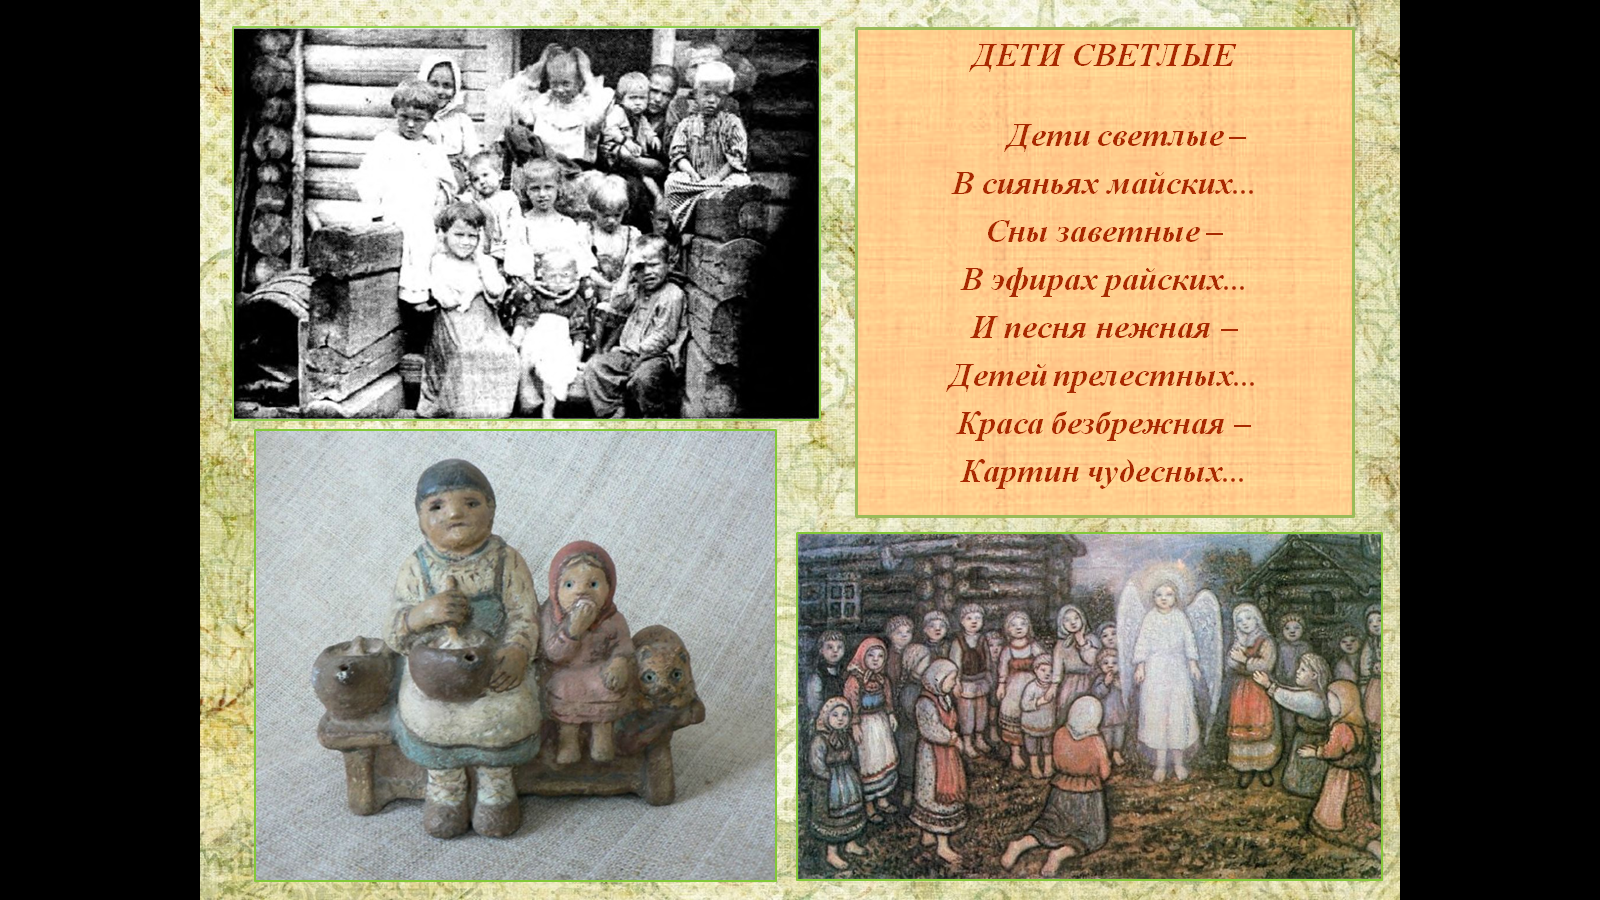 ДЕТИ СВЕТЛЫЕ
Дети светлые –
В сияньях майских...
Сны заветные –
В эфирах райских...
И песня нежная –
Детей прелестных...
Краса безбрежная –
Картин чудесных...